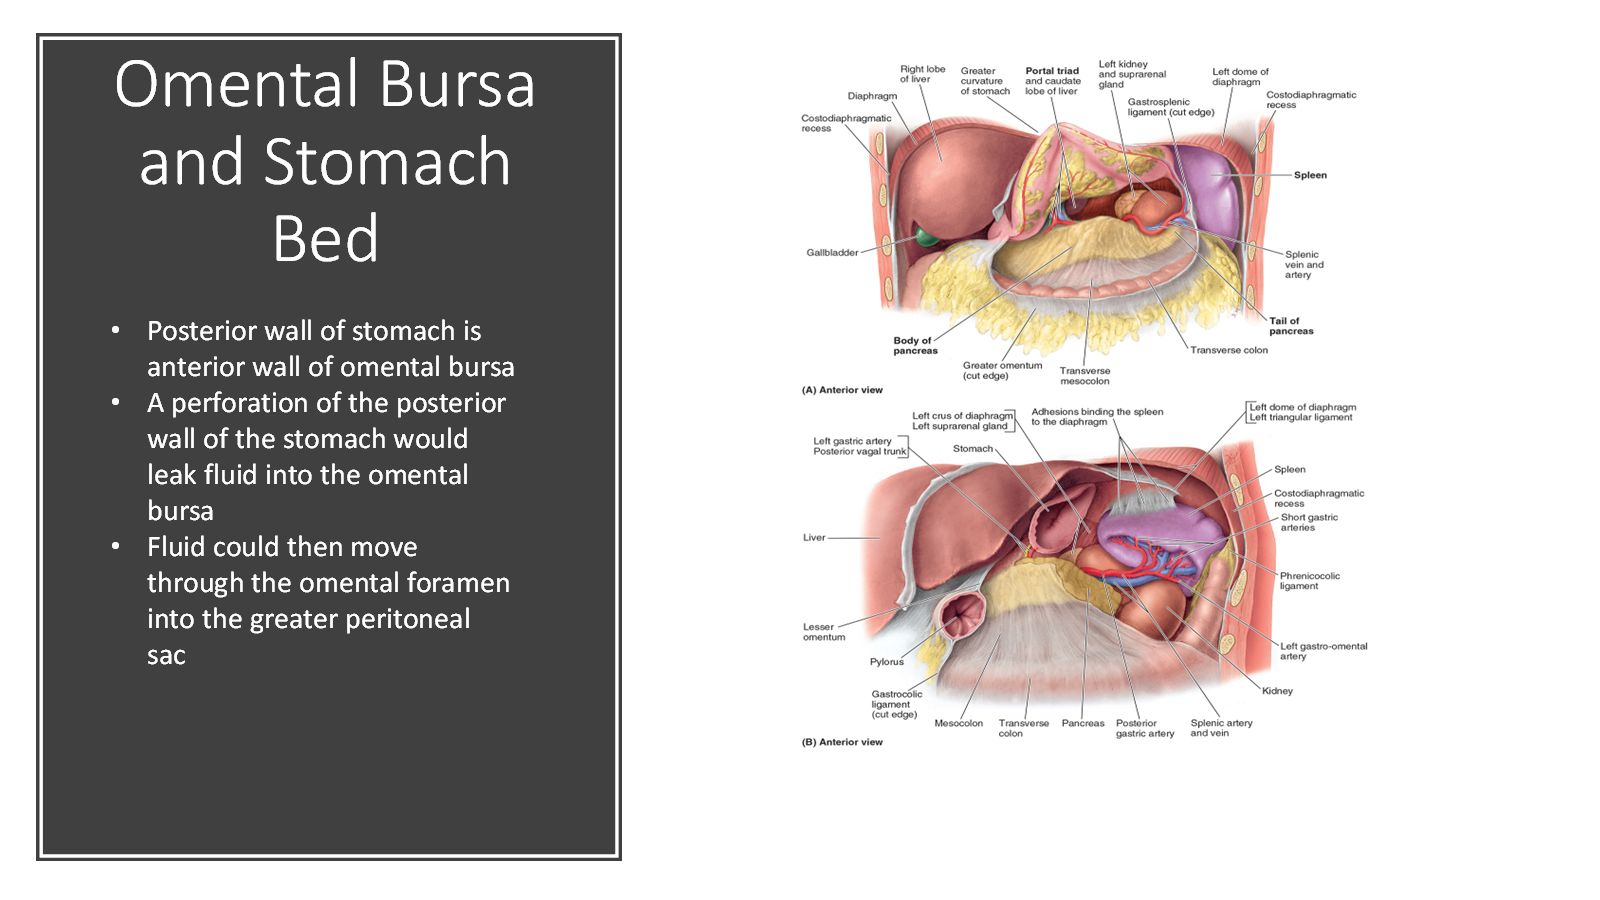 Omental Bursa
and Stomach
Bed
• Posterior wall of stomach is
anterior wall of omental bursa
• A perforation of the posterior
wall of the stomach would
leak fluid into the omental
bursa
• Fluid could then move
through the omental foramen
into the greater peritoneal
sac
Right lobe
of liver
Greater
curvature
of stomach
Portal triad
and caudate
lobe of liver
Left kidney
and suprarenal
gland
Left dome of
diaphragm
Diaphragm
Gastrosplenic
ligament (cut edge)
Costodiaphragmatic
recess
Costodiaphragmatic
recess
Spleen
Gallbladder
Splenic
vein and
artery
Tail of
pancreas
Body of
pancreas
Transverse colon
Greater omentum
(cut edge)
Transverse
mesocolon
(A) Anterior view
Left crus of diaphragm
Left suprarenal gland
Adhesions binding the spleen
to the diaphragm
Left dome of diaphragm
Left triangular ligament
Left gastric artery
Posterior vagal trunk
Stomach
Spleen
Costodiaphragmatic
recess
Short gastric
arteries
Liver
Phrenicocolic
ligament
Lesser
omentum
Left gastro-omental
artery
Pylorus
Kidney
Gastrocolic
ligament
(cut edge)
Mesocolon
Transverse
colon
Pancreas
Posterior
gastric artery
Splenic artery
and vein
(B) Anterior view